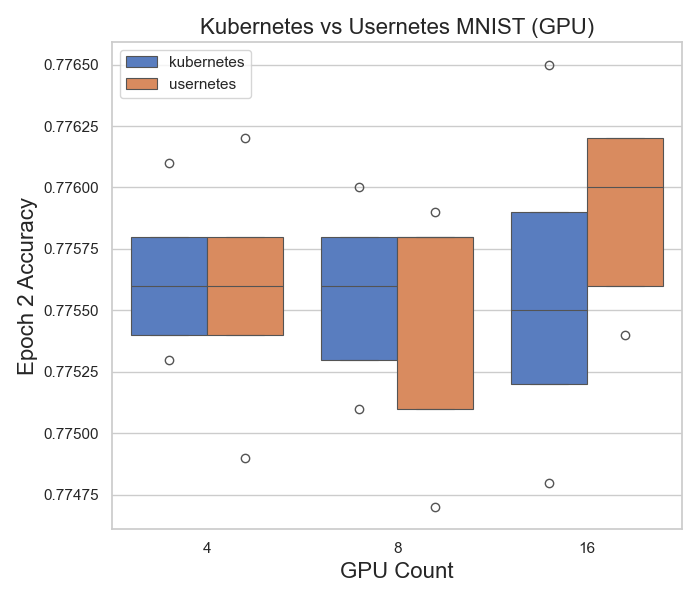 Kubernetes vs Usernetes MNIST (GPU)
kubernetes
usernetes
0.77650
0.77625
0.77600
0.77575
0.77550
0.77525
0.77500
0.77475
Epoch 2 Accuracy
4
8
16
GPU Count